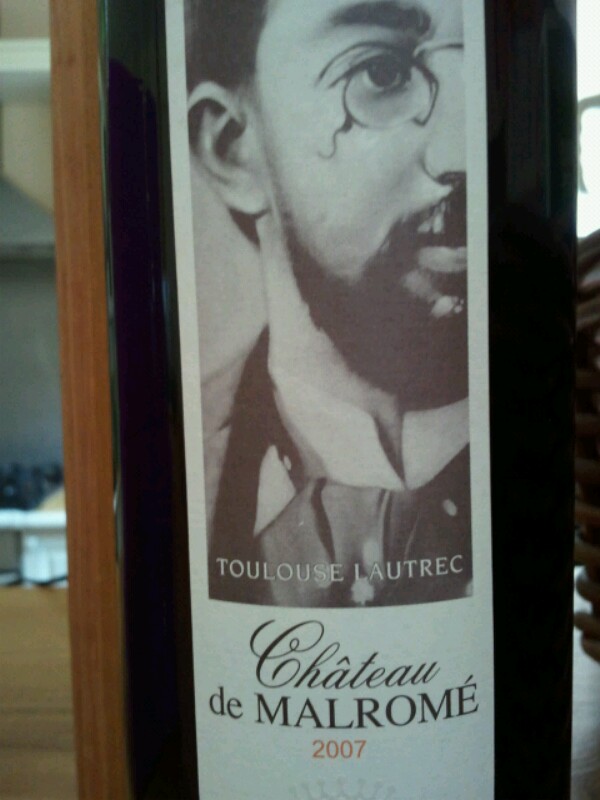 TOULOUSE LAUTREC
Château
de MALROMÉ
2007